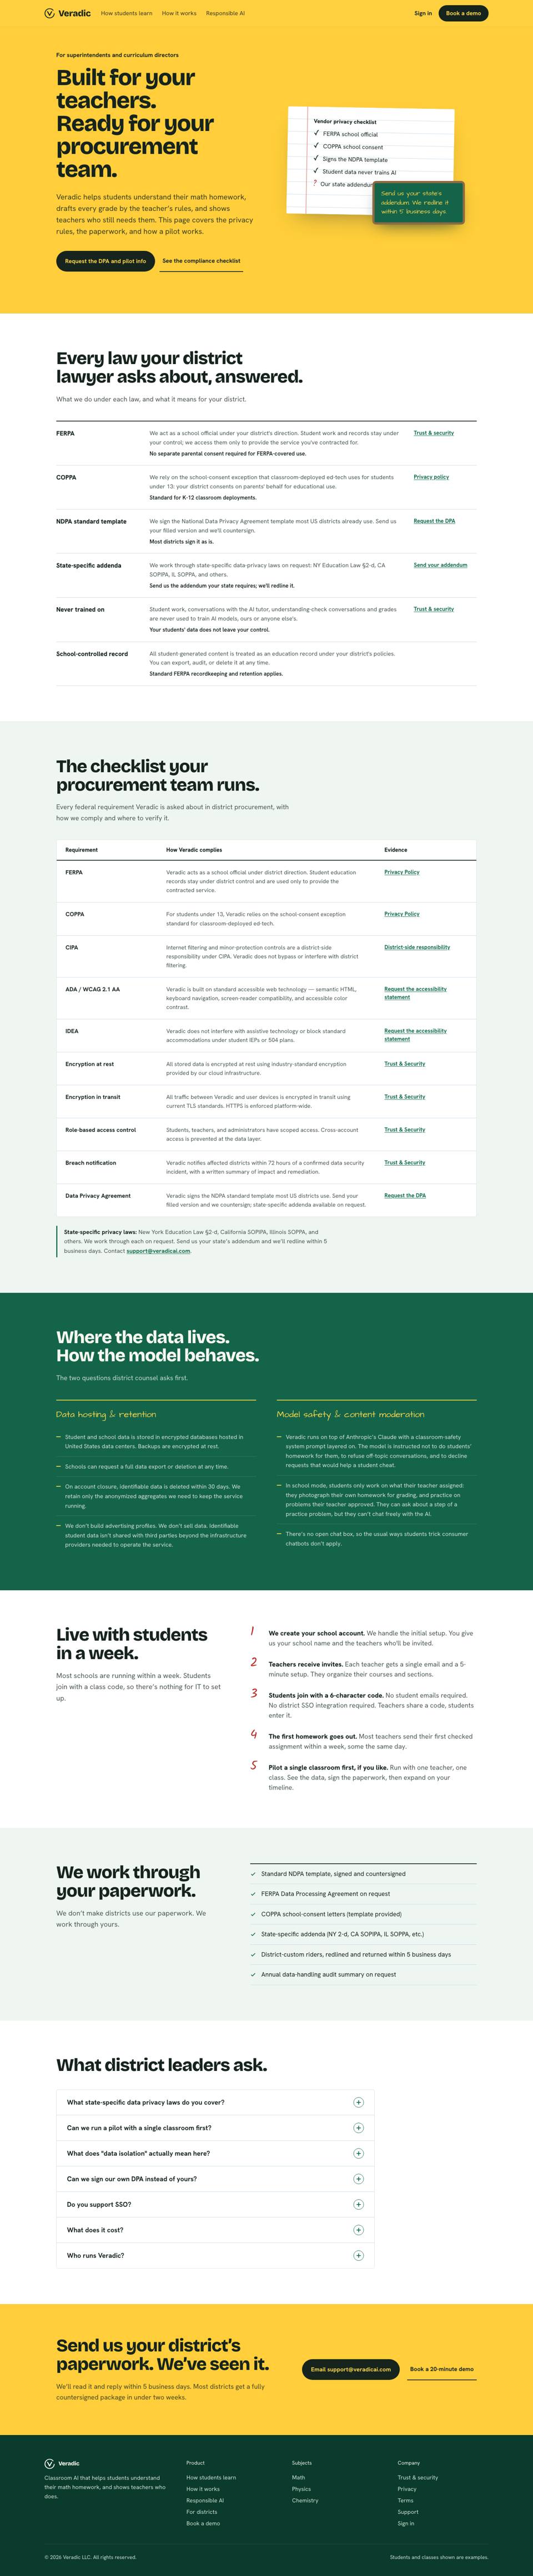 Veradic How students learn How it works Responsible AI Sign in Book a demo
For superintendents and curriculum directors
Built for your
teachers.
Ready for your
procurement
team.
Veradic helps students understand their math homework,
drafts every grade by the teacher's rules, and shows
teachers who still needs them. This page covers the privacy
rules, the paperwork, and how a pilot works.
Request the DPA and pilot info See the compliance checklist
Vendor privacy checklist
✓ FERPA school official
✓ COPPA school consent
✓ Signs the NDPA template
✓ Student data never trains AI
? Our state addendum
Send us your state's
addendum. We redline it
within 5 business days.
Every law your district
lawyer asks about, answered.
What we do under each law, and what it means for your district.
FERPA
We act as a school official under your district's direction. Student work and records stay under
your control; we access them only to provide the service you've contracted for.
No separate parental consent required for FERPA-covered use.
Trust & security
COPPA
We rely on the school-consent exception that classroom-deployed ed-tech uses for students
under 13: your district consents on parents' behalf for educational use.
Standard for K-12 classroom deployments.
Privacy policy
NDPA standard template
We sign the National Data Privacy Agreement template most US districts already use. Send us
your filled version and we'll countersign.
Most districts sign it as is.
Request the DPA
State-specific addenda
We work through state-specific data-privacy laws on request: NY Education Law §2-d, CA
SOPIPA, IL SOPPA, and others.
Send us the addendum your state requires; we'll redline it.
Send your addendum
Never trained on
Student work, conversations with the AI tutor, understanding-check conversations and grades
are never used to train AI models, ours or anyone else's.
Your students' data does not leave your control.
Trust & security
School-controlled record
All student-generated content is treated as an education record under your district's policies.
You can export, audit, or delete it at any time.
Standard FERPA recordkeeping and retention applies.
The checklist your
procurement team runs.
Every federal requirement Veradic is asked about in district procurement, with
how we comply and where to verify it.
Requirement How Veradic complies Evidence
FERPA
Veradic acts as a school official under district direction. Student education
records stay under district control and are used only to provide the
contracted service.
Privacy Policy
COPPA
For students under 13, Veradic relies on the school-consent exception
standard for classroom-deployed ed-tech.
Privacy Policy
CIPA
Internet filtering and minor-protection controls are a district-side
responsibility under CIPA. Veradic does not bypass or interfere with district
filtering.
District-side responsibility
ADA / WCAG 2.1 AA
Veradic is built on standard accessible web technology — semantic HTML,
keyboard navigation, screen-reader compatibility, and accessible color
contrast.
Request the accessibility
statement
IDEA
Veradic does not interfere with assistive technology or block standard
accommodations under student IEPs or 504 plans.
Request the accessibility
statement
Encryption at rest
All stored data is encrypted at rest using industry-standard encryption
provided by our cloud infrastructure.
Trust & Security
Encryption in transit
All traffic between Veradic and user devices is encrypted in transit using
current TLS standards. HTTPS is enforced platform-wide.
Trust & Security
Role-based access control
Students, teachers, and administrators have scoped access. Cross-account
access is prevented at the data layer.
Trust & Security
Breach notification
Veradic notifies affected districts within 72 hours of a confirmed data security
incident, with a written summary of impact and remediation.
Trust & Security
Data Privacy Agreement
Veradic signs the NDPA standard template most US districts use. Send your
filled version and we countersign; state-specific addenda available on request.
Request the DPA
State-specific privacy laws: New York Education Law §2-d, California SOPIPA, Illinois SOPPA, and
others. We work through each on request. Send us your state's addendum and we'll redline within 5
business days. Contact support@veradicai.com.
Where the data lives.
How the model behaves.
The two questions district counsel asks first.
Data hosting & retention
Student and school data is stored in encrypted databases hosted in
United States data centers. Backups are encrypted at rest.
Schools can request a full data export or deletion at any time.
On account closure, identifiable data is deleted within 30 days. We
retain only the anonymized aggregates we need to keep the service
running.
We don't build advertising profiles. We don't sell data. Identifiable
student data isn't shared with third parties beyond the infrastructure
providers needed to operate the service.
Model safety & content moderation
Veradic runs on top of Anthropic's Claude with a classroom-safety
system prompt layered on. The model is instructed not to do students'
homework for them, to refuse off-topic conversations, and to decline
requests that would help a student cheat.
In school mode, students only work on what their teacher assigned:
they photograph their own homework for grading, and practice on
problems their teacher approved. They can ask about a step of a
practice problem, but they can't chat freely with the AI.
There's no open chat box, so the usual ways students trick consumer
chatbots don't apply.
Live with students
in a week.
Most schools are running within a week. Students
join with a class code, so there's nothing for IT to set
up.
1 We create your school account. We handle the initial setup. You give
us your school name and the teachers who'll be invited.
2 Teachers receive invites. Each teacher gets a single email and a 5-
minute setup. They organize their courses and sections.
3 Students join with a 6-character code. No student emails required.
No district SSO integration required. Teachers share a code, students
enter it.
4 The first homework goes out. Most teachers send their first checked
assignment within a week, some the same day.
5 Pilot a single classroom first, if you like. Run with one teacher, one
class. See the data, sign the paperwork, then expand on your
timeline.
We work through
your paperwork.
We don't make districts use our paperwork. We
work through yours.
✓ Standard NDPA template, signed and countersigned
✓ FERPA Data Processing Agreement on request
✓ COPPA school-consent letters (template provided)
✓ State-specific addenda (NY 2-d, CA SOPIPA, IL SOPPA, etc.)
✓ District-custom riders, redlined and returned within 5 business days
✓ Annual data-handling audit summary on request
What district leaders ask.
What state-specific data privacy laws do you cover?
Can we run a pilot with a single classroom first?
What does "data isolation" actually mean here?
Can we sign our own DPA instead of yours?
Do you support SSO?
What does it cost?
Who runs Veradic?
Send us your district's
paperwork. We've seen it.
We'll read it and reply within 5 business days. Most districts get a fully
countersigned package in under two weeks.
Email support@veradicai.com Book a 20-minute demo
Veradic
Classroom AI that helps students understand
their math homework, and shows teachers who
does.
Product
How students learn
How it works
Responsible AI
For districts
Book a demo
Subjects
Math
Physics
Chemistry
Company
Trust & security
Privacy
Terms
Support
Sign in
© 2026 Veradic LLC. All rights reserved. Students and classes shown are examples.